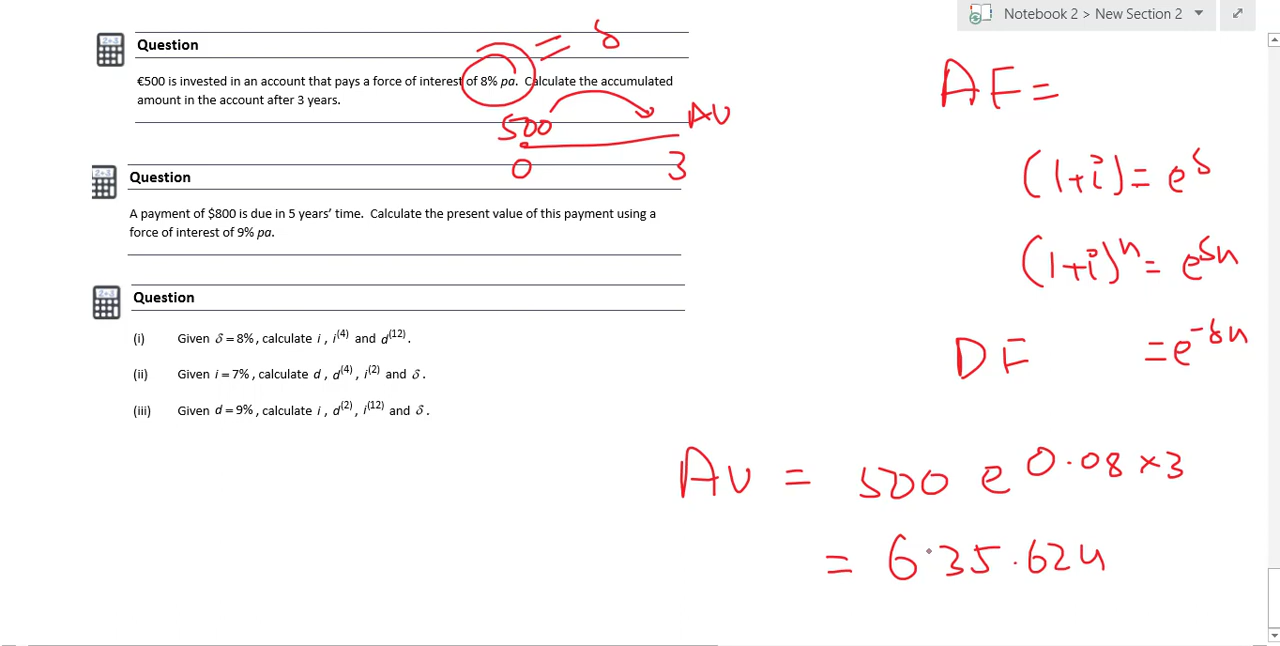 Notebook 2 > New Section 2
Question
= δ
€500 is invested in an account that pays a force of interest of 8% pa. Calculate the accumulated
amount in the account after 3 years.
500 AV
0 3
Question
A payment of $800 is due in 5 years' time. Calculate the present value of this payment using a
force of interest of 9% pa.
Question
(i) Given δ = 8%, calculate i, i^(4) and d^(12).
(ii) Given i = 7%, calculate d, d^(4), i^(2) and δ.
(iii) Given d = 9%, calculate i, d^(2), i^(12) and δ.
AF =
(1+i) = e^δ
(1+i)^n = e^δn
DF = e^-δn
AV = 500 e^0.08×3
= 635.624